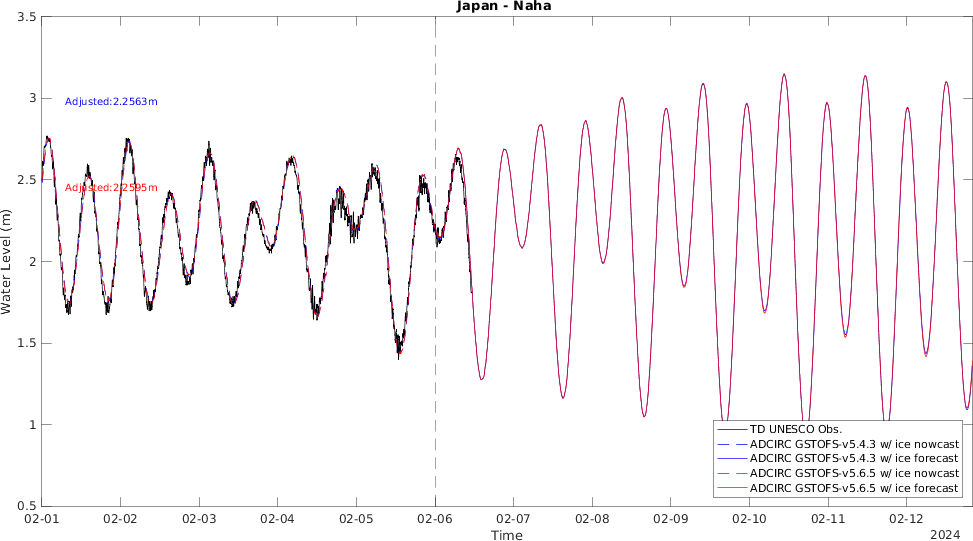 Japan - Naha
3.5
3
2.5
2
1.5
1
0.5
Water Level (m)
Adjusted:2.2563m
Adjusted:2.2595m
TD UNESCO Obs.
ADCIRC GSTOFS-v5.4.3 w/ ice nowcast
ADCIRC GSTOFS-v5.4.3 w/ ice forecast
ADCIRC GSTOFS-v5.6.5 w/ ice nowcast
ADCIRC GSTOFS-v5.6.5 w/ ice forecast
02-01 02-02 02-03 02-04 02-05 02-06 02-07 02-08 02-09 02-10 02-11 02-12
Time
2024